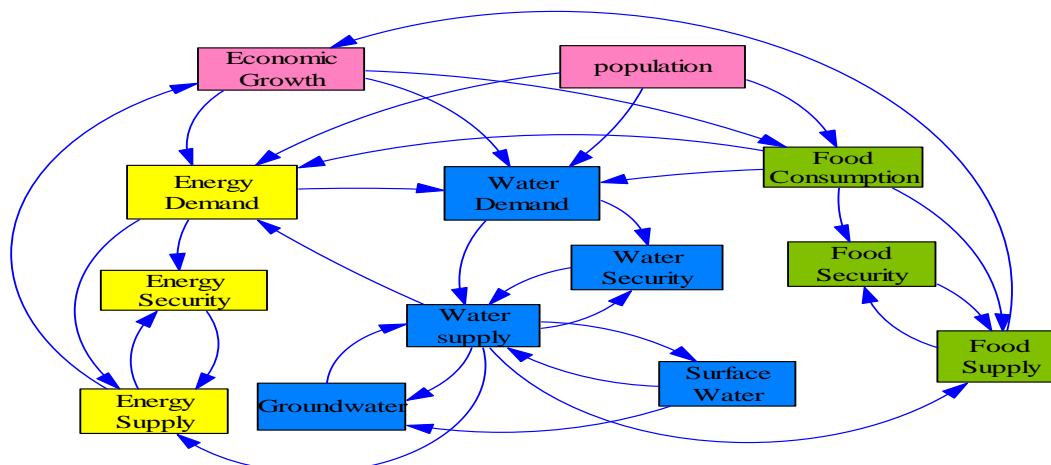 Economic
Growth
population
Energy
Demand
Water
Demand
Food
Consumption
Energy
Security
Water
Security
Food
Security
Water
supply
Food
Supply
Energy
Supply
Groundwater
Surface
Water